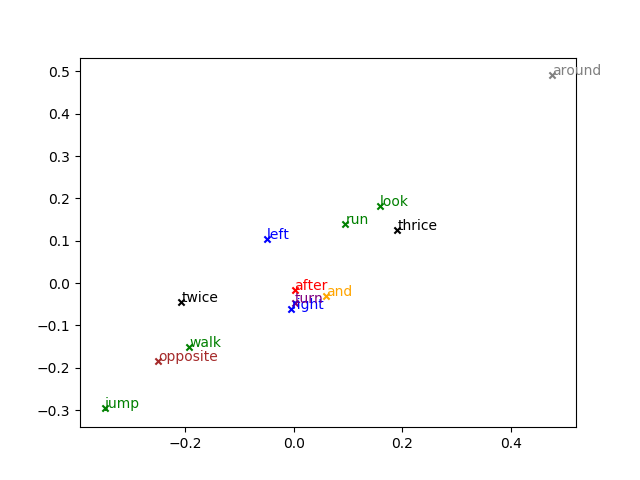 around
0.5
0.4
0.3
look
0.2
run
thrice
left
0.1
after
0.0
and
turn
twice
right
−0.1
walk
opposite
−0.2
jump
−0.3
−0.2 0.0 0.2 0.4